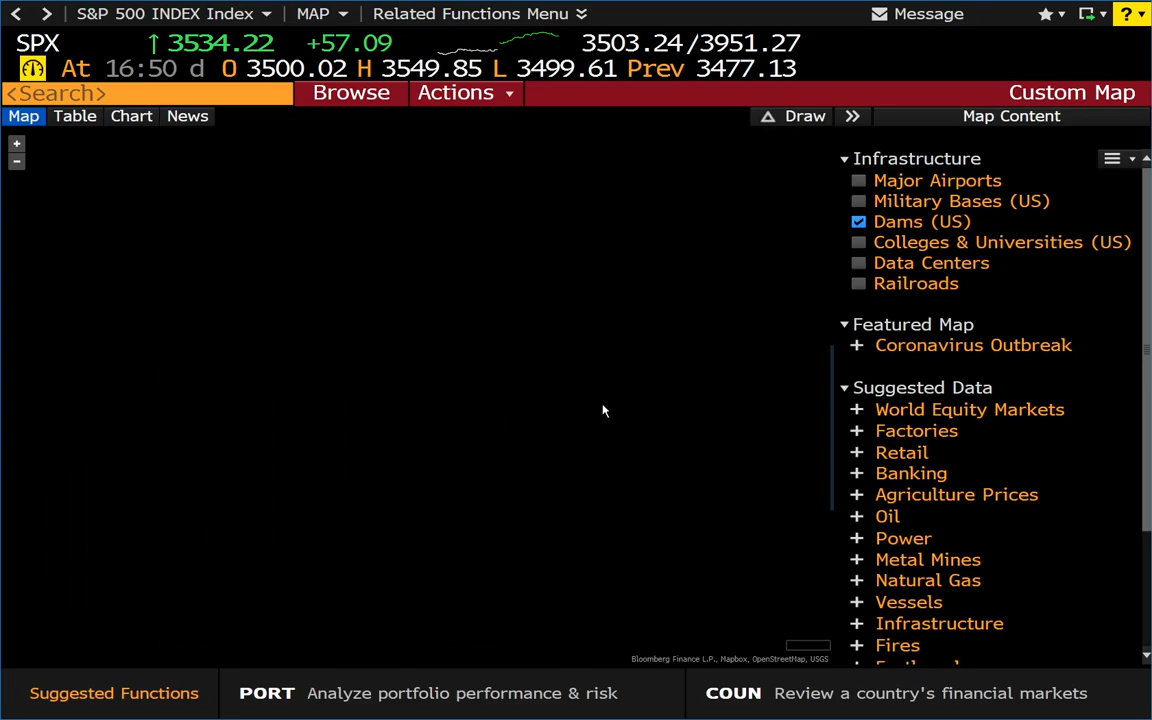 S&P 500 INDEX Index MAP Related Functions Menu Message ?
SPX 3534.22 +57.09 3503.24/3951.27
At 16:50 d O 3500.02 H 3549.85 L 3499.61 Prev 3477.13
<Search> Browse Actions Custom Map
Map Table Chart News Draw Map Content
+
-
Infrastructure
Major Airports
Military Bases (US)
Dams (US)
Colleges & Universities (US)
Data Centers
Railroads
Featured Map
+ Coronavirus Outbreak
Suggested Data
+ World Equity Markets
+ Factories
+ Retail
+ Banking
+ Agriculture Prices
+ Oil
+ Power
+ Metal Mines
+ Natural Gas
+ Vessels
+ Infrastructure
+ Fires
Bloomberg Finance L.P., Mapbox, OpenStreetMap, USGS
Suggested Functions PORT Analyze portfolio performance & risk COUN Review a country's financial markets